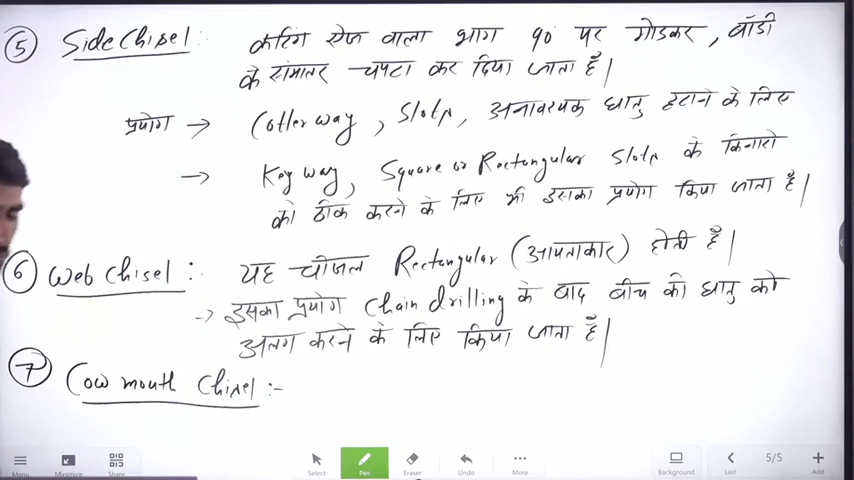 ⑤ Side Chisel : कटिंग ऐज वाला भाग 90° पर मोडकर, बॉडी
के समांतर चपटा कर दिया जाता है|
प्रयोग → Cotter way, Slots, अनावश्यक धातु हटाने के लिए
→ Key way, Square or Rectangular Slots के किनारो
को ठीक करने के लिए भी इसका प्रयोग किया जाता है|
⑥ Web Chisel : यह चीजल Rectangular (आयताकार) होती है|
→ इसका प्रयोग Chain drilling के बाद बीच की धातु को
अलग करने के लिए किया जाता है|
⑦ Cow mouth Chisel :-
Menu Minimize Share Select Pen Eraser Undo More Background Last 5/5 Add